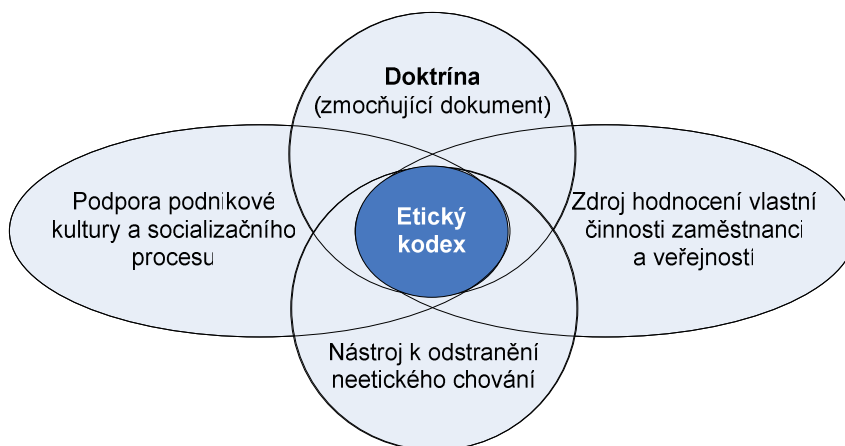 Doktrína
(zmocňující dokument)
Podpora podnikové
kultury a socializačního
procesu
Etický
kodex
Zdroj hodnocení vlastní
činnosti zaměstnanci
a veřejností
Nástroj k odstranění
neetického chování